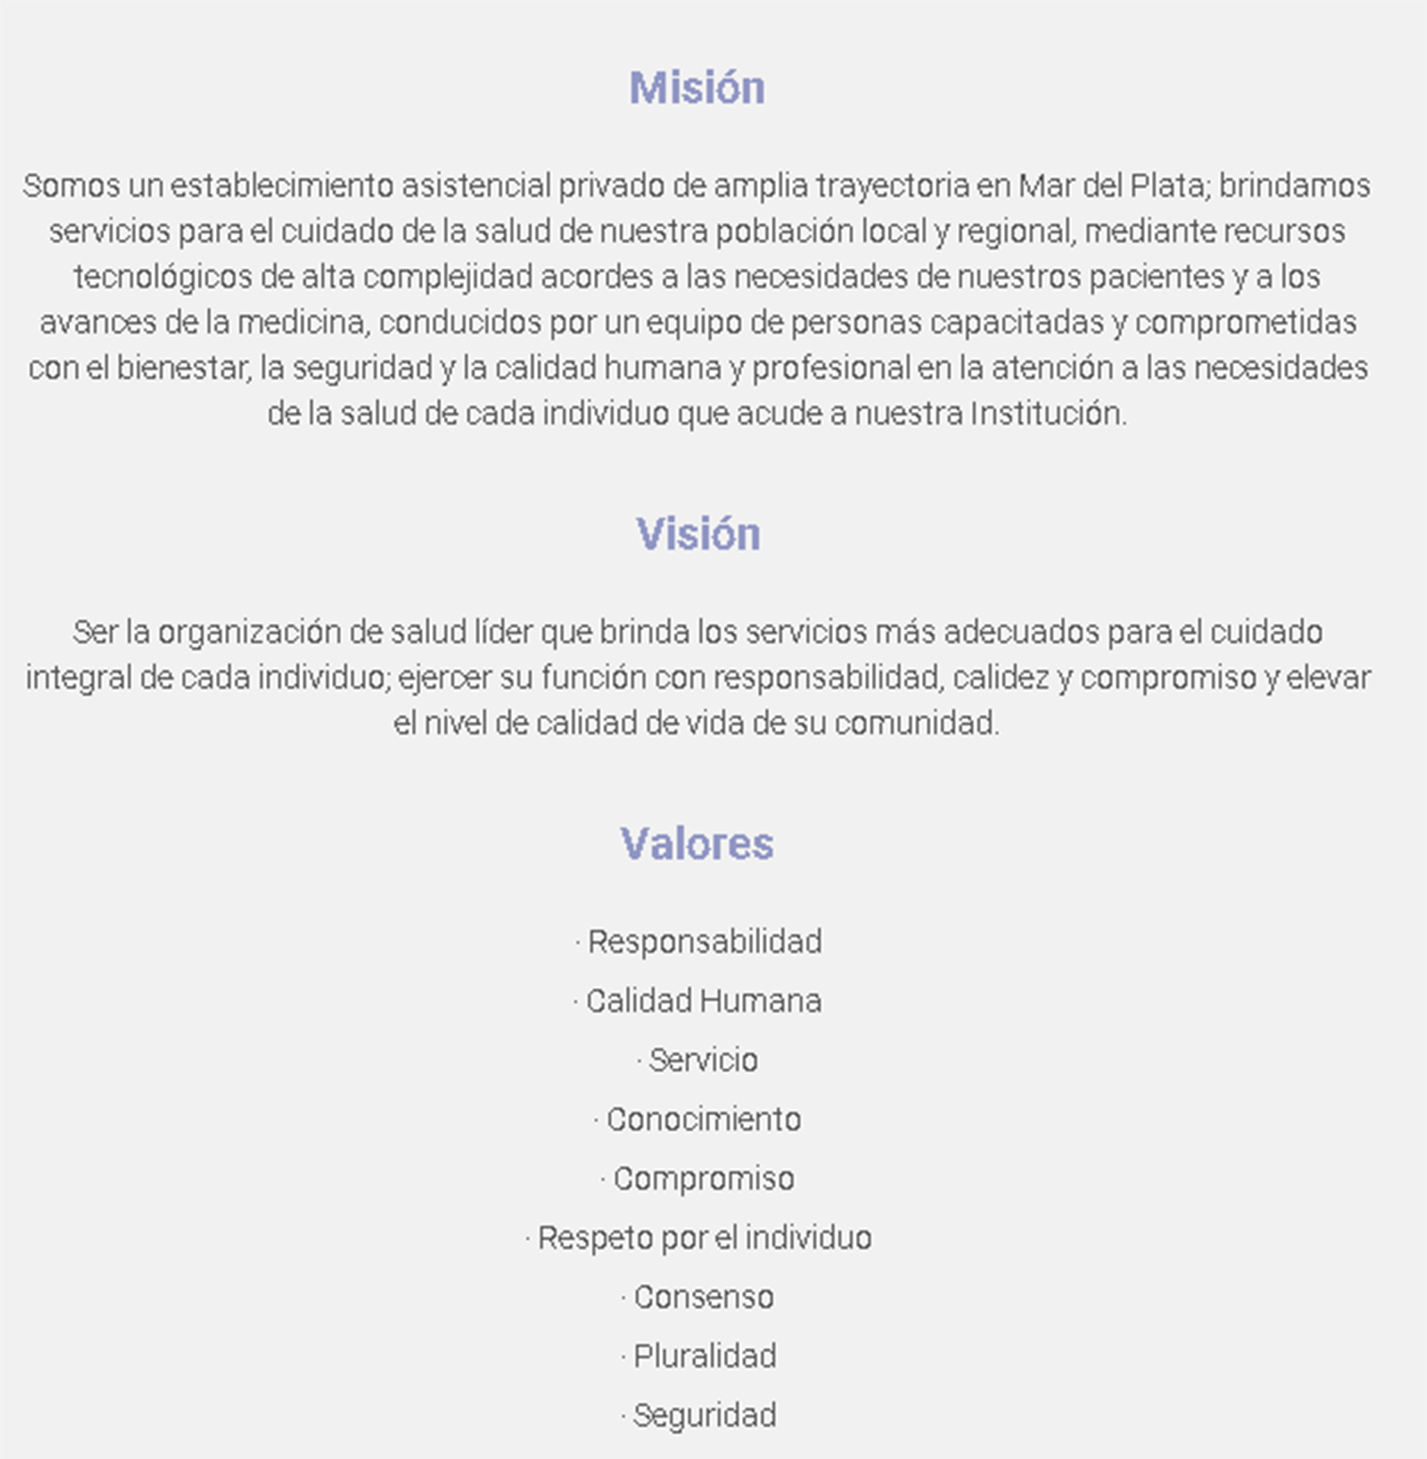 Misión
Somos un establecimiento asistencial privado de amplia trayectoria en Mar del Plata; brindamos
servicios para el cuidado de la salud de nuestra población local y regional, mediante recursos
tecnológicos de alta complejidad acordes a las necesidades de nuestros pacientes y a los
avances de la medicina, conducidos por un equipo de personas capacitadas y comprometidas
con el bienestar, la seguridad y la calidad humana y profesional en la atención a las necesidades
de la salud de cada individuo que acude a nuestra Institución.
Visión
Ser la organización de salud líder que brinda los servicios más adecuados para el cuidado
integral de cada individuo; ejercer su función con responsabilidad, calidez y compromiso y elevar
el nivel de calidad de vida de su comunidad.
Valores
· Responsabilidad
· Calidad Humana
· Servicio
· Conocimiento
· Compromiso
· Respeto por el individuo
· Consenso
· Pluralidad
· Seguridad